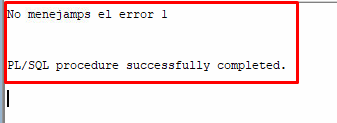 No menejamps el error 1
PL/SQL procedure successfully completed.